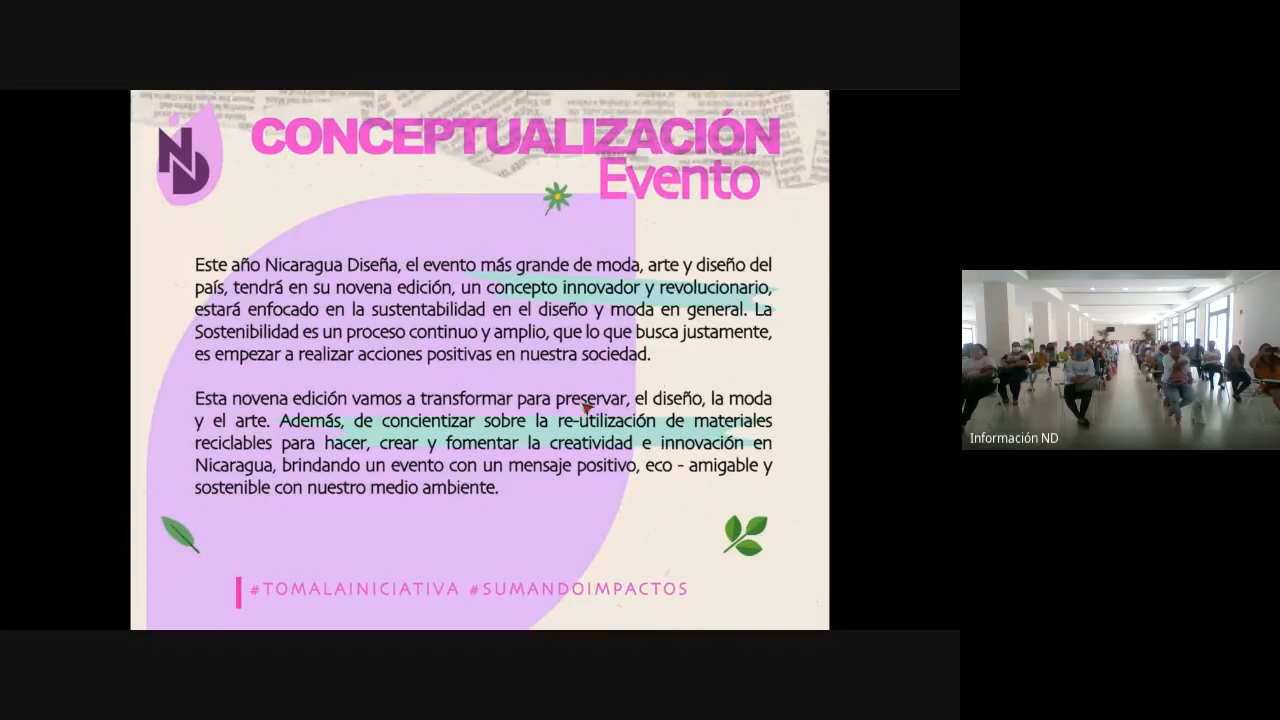 ND
CONCEPTUALIZACIÓN
Evento
Este año Nicaragua Diseña, el evento más grande de moda, arte y diseño del
país, tendrá en su novena edición, un concepto innovador y revolucionario,
estará enfocado en la sustentabilidad en el diseño y moda en general. La
Sostenibilidad es un proceso continuo y amplio, que lo que busca justamente,
es empezar a realizar acciones positivas en nuestra sociedad.
Esta novena edición vamos a transformar para preservar, el diseño, la moda
y el arte. Además, de concientizar sobre la re-utilización de materiales
reciclables para hacer, crear y fomentar la creatividad e innovación en
Nicaragua, brindando un evento con un mensaje positivo, eco - amigable y
sostenible con nuestro medio ambiente.
#TOMALAINICIATIVA #SUMANDOIMPACTOS
Información ND